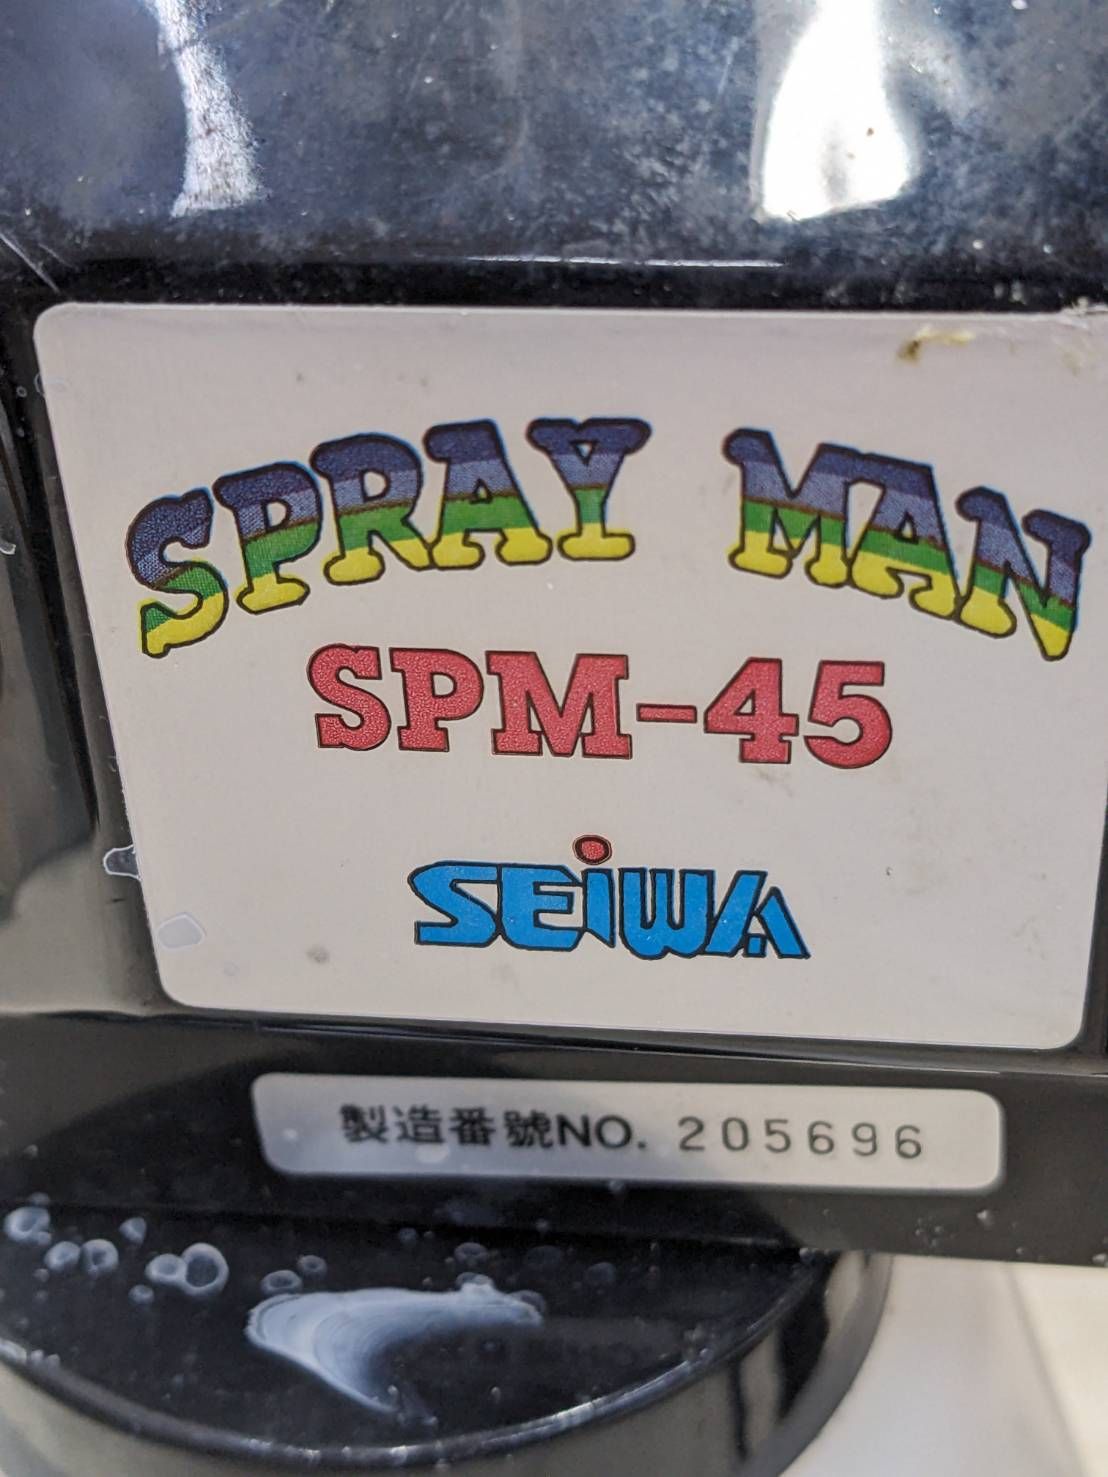 SPRAY MAN
SPM-45
SEiWA
製造番號NO. 205696